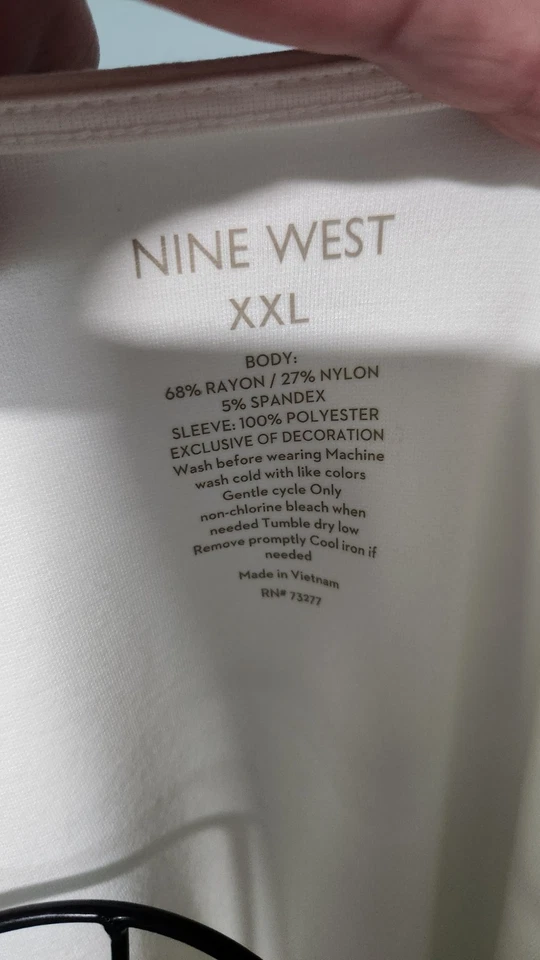 NINE WEST
XXL
BODY:
68% RAYON / 27% NYLON
5% SPANDEX
SLEEVE: 100% POLYESTER
EXCLUSIVE OF DECORATION
Wash before wearing Machine
wash cold with like colors
Gentle cycle Only
non-chlorine bleach when
needed Tumble dry low
Remove promptly Cool iron if
needed
Made in Vietnam
RN# 73277